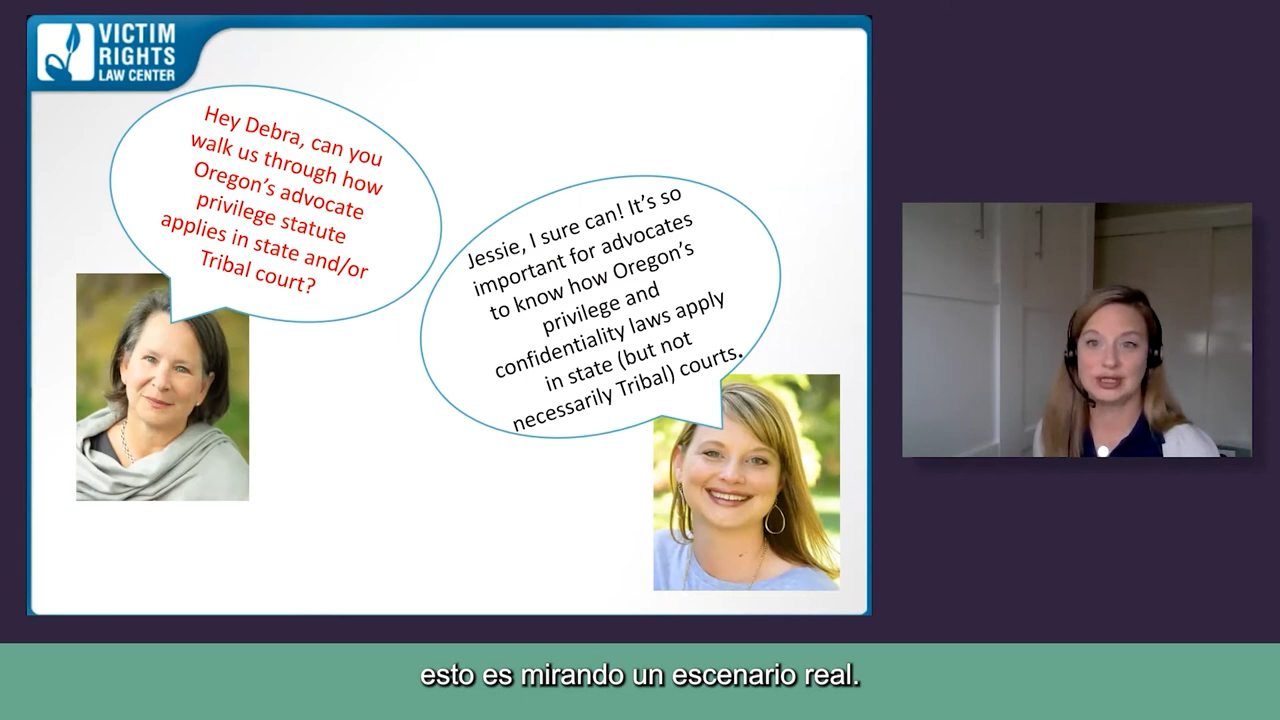 VICTIM
RIGHTS
LAW CENTER
Hey Debra, can you
walk us through how
Oregon's advocate
privilege statute
applies in state and/or
Tribal court?
Jessie, I sure can! It's so
important for advocates
to know how Oregon's
privilege and
confidentiality laws apply
in state (but not
necessarily Tribal) courts.
esto es mirando un escenario real.